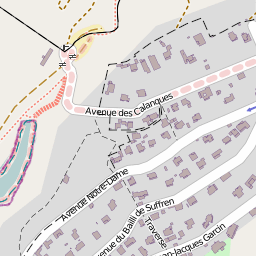 Avenue des Calanques
Avenue Notre-Dame
Avenue du Bailli de Suffren
Traverse
Jean-Jacques Garcin